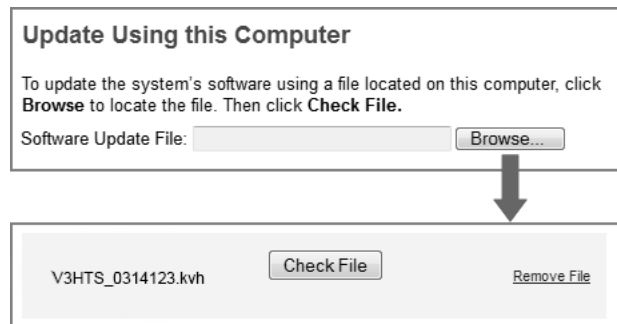 Update Using this Computer
To update the system's software using a file located on this computer, click
Browse to locate the file. Then click Check File.
Software Update File: Browse...
V3HTS_0314123.kvh Check File Remove File